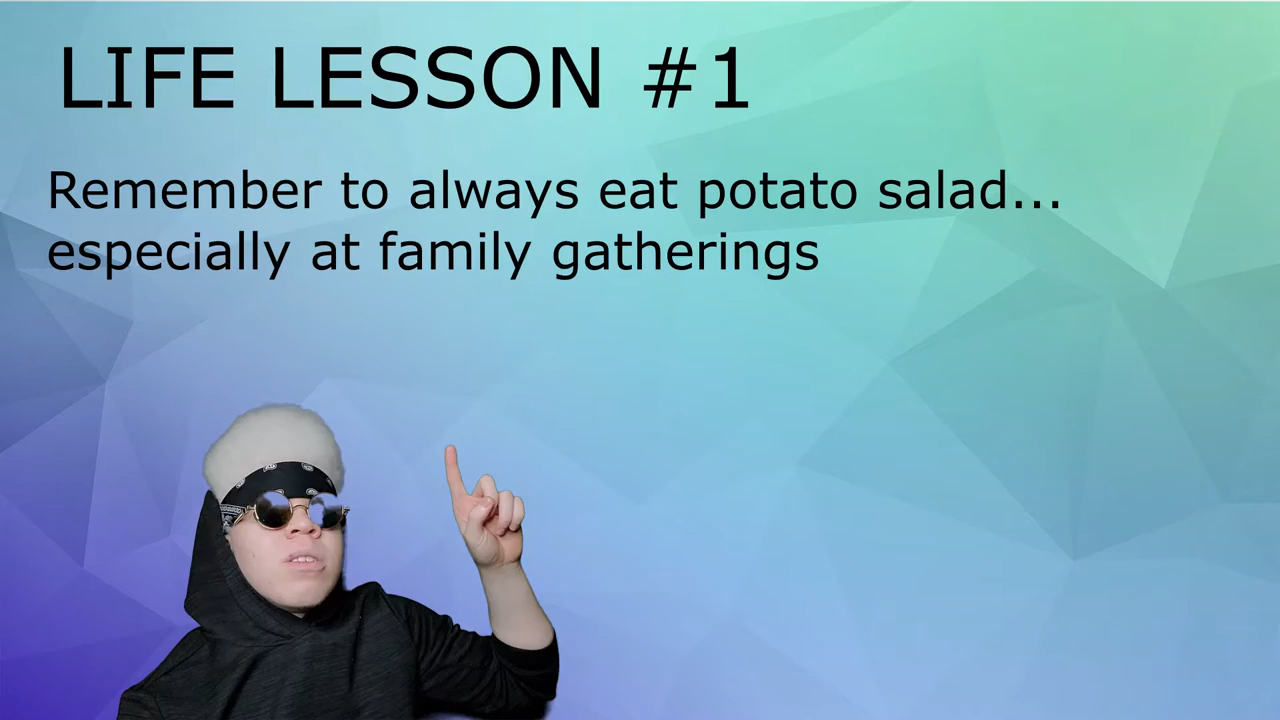 LIFE LESSON #1
Remember to always eat potato salad...
especially at family gatherings